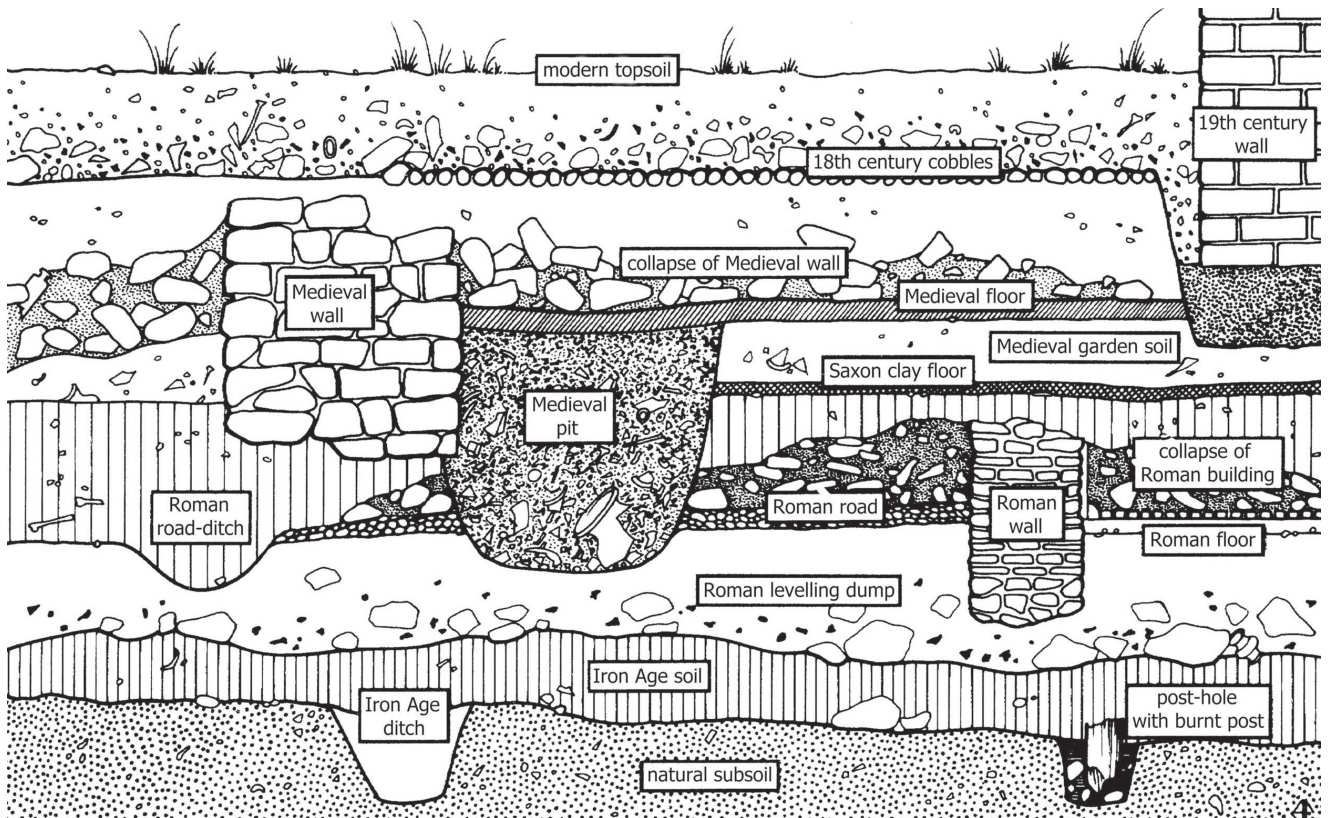 modern topsoil
19th century
wall
18th century cobbles
collapse of Medieval wall
Medieval
wall
Medieval floor
Medieval garden soil
Saxon clay floor
Medieval
pit
collapse of
Roman building
Roman
road-ditch
Roman road
Roman
wall
Roman floor
Roman levelling dump
Iron Age soil
Iron Age
ditch
post-hole
with burnt post
natural subsoil